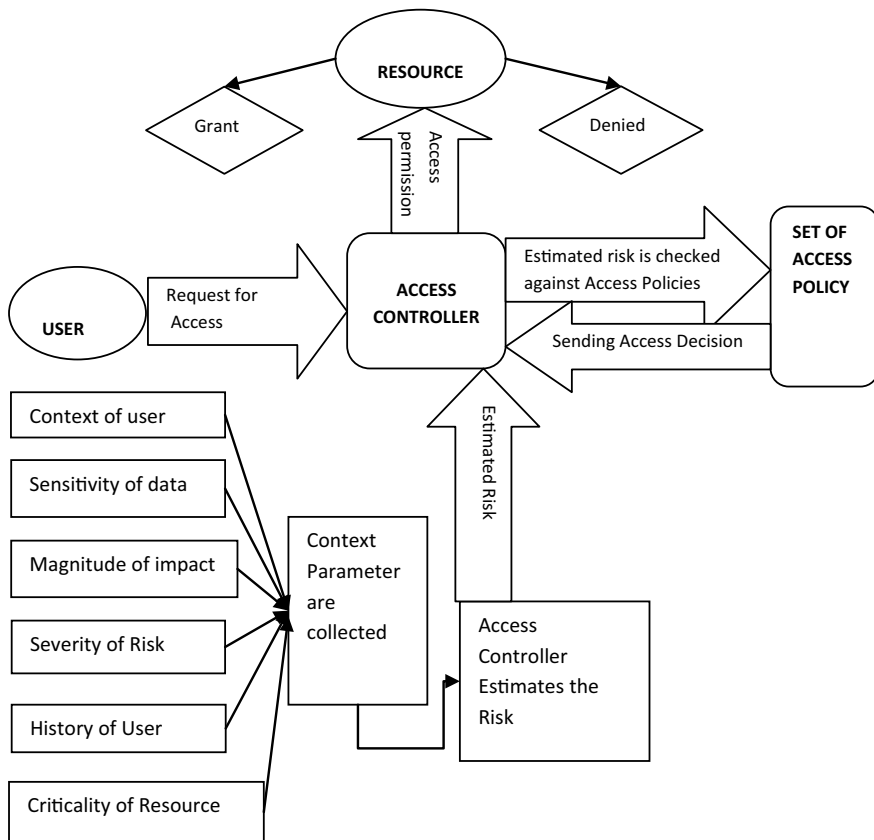 RESOURCE
Grant
Denied
Access
permission
USER
Request for
Access
ACCESS
CONTROLLER
Estimated risk is checked
against Access Policies
Sending Access Decision
SET OF
ACCESS
POLICY
Estimated Risk
Context of user
Sensitivity of data
Magnitude of impact
Severity of Risk
History of User
Criticality of Resource
Context
Parameter
are
collected
Access
Controller
Estimates the
Risk